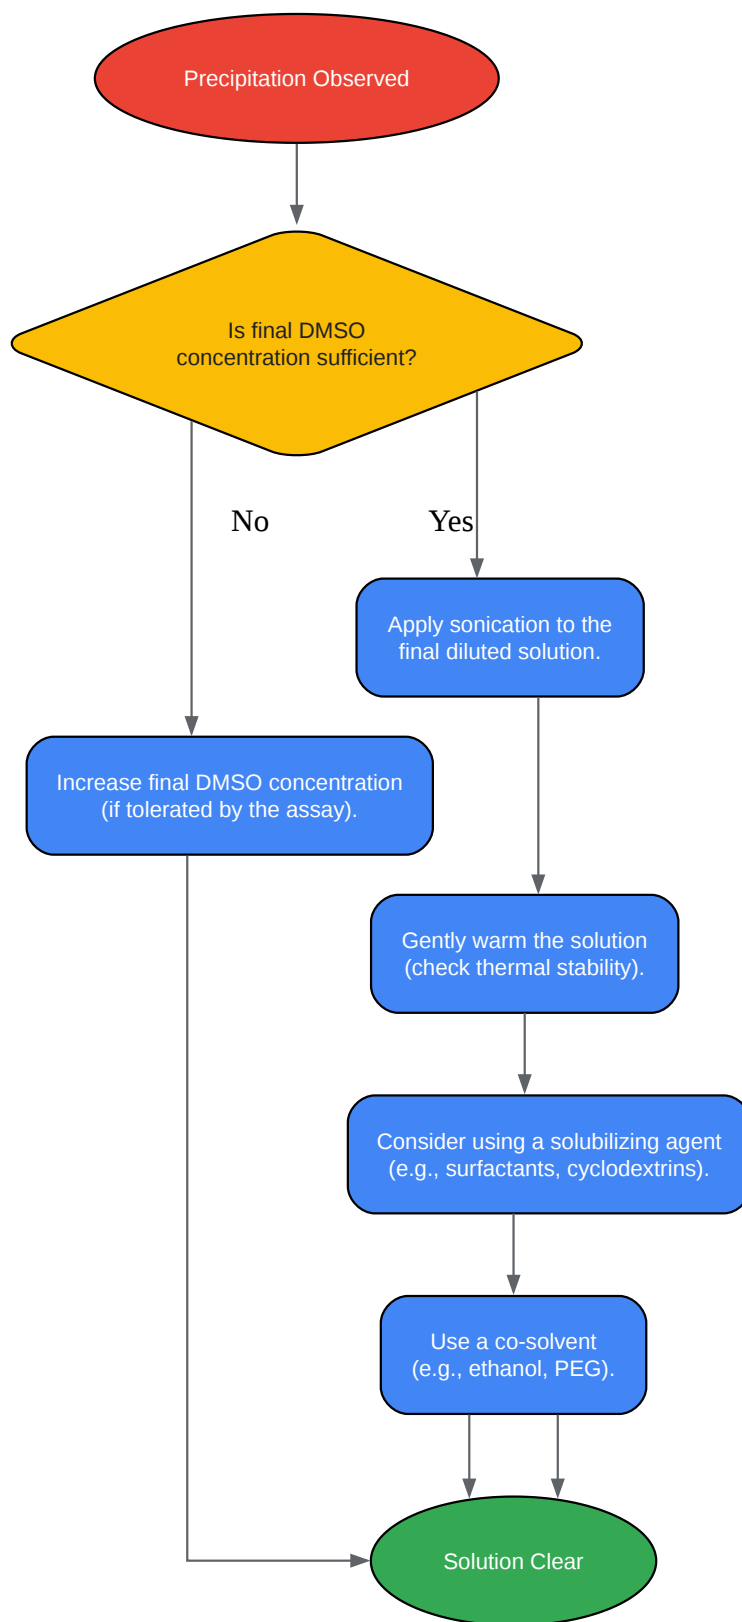 Precipitation Observed
Is final DMSO
concentration sufficient?
No
Yes
Apply sonication to the
final diluted solution.
Increase final DMSO concentration
(if tolerated by the assay).
Gently warm the solution
(check thermal stability).
Consider using a solubilizing agent
(e.g., surfactants, cyclodextrins).
Use a co-solvent
(e.g., ethanol, PEG).
Solution Clear